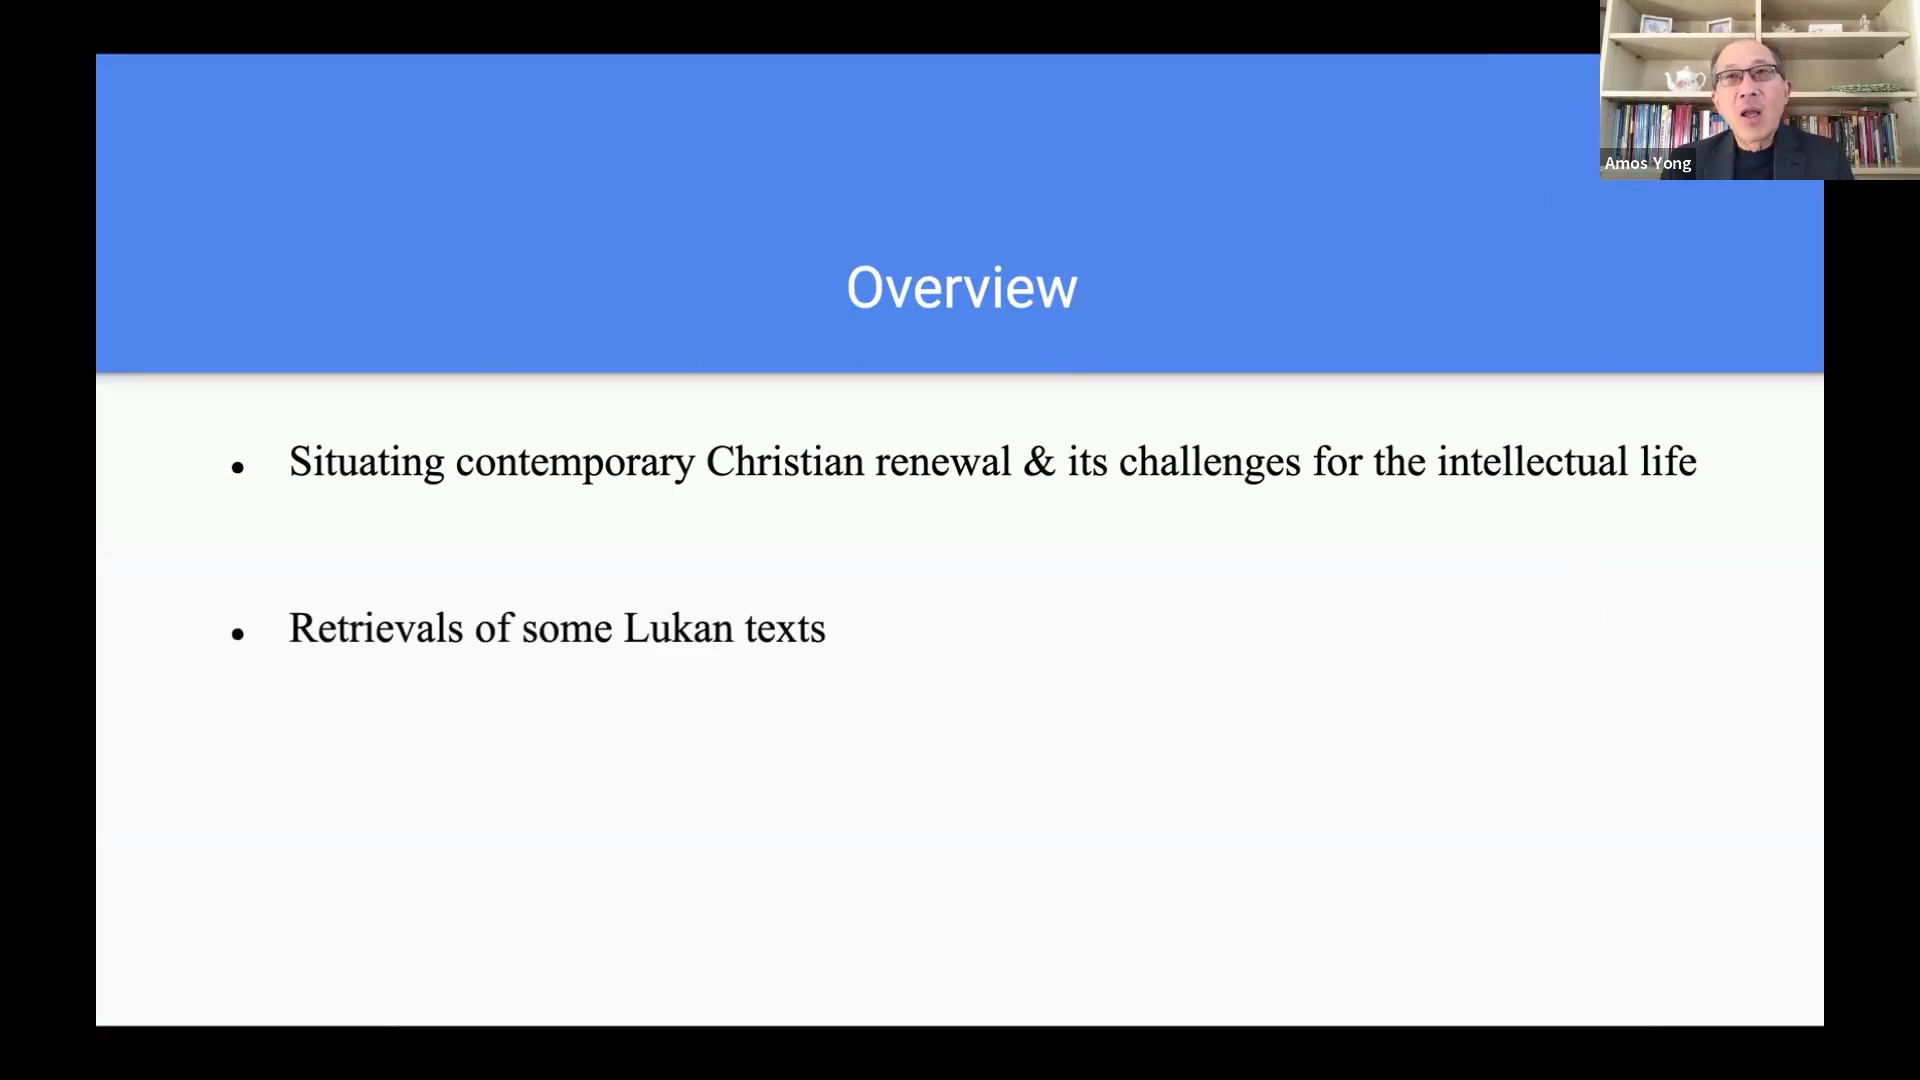 Amos Yong
Overview
• Situating contemporary Christian renewal & its challenges for the intellectual life
• Retrievals of some Lukan texts